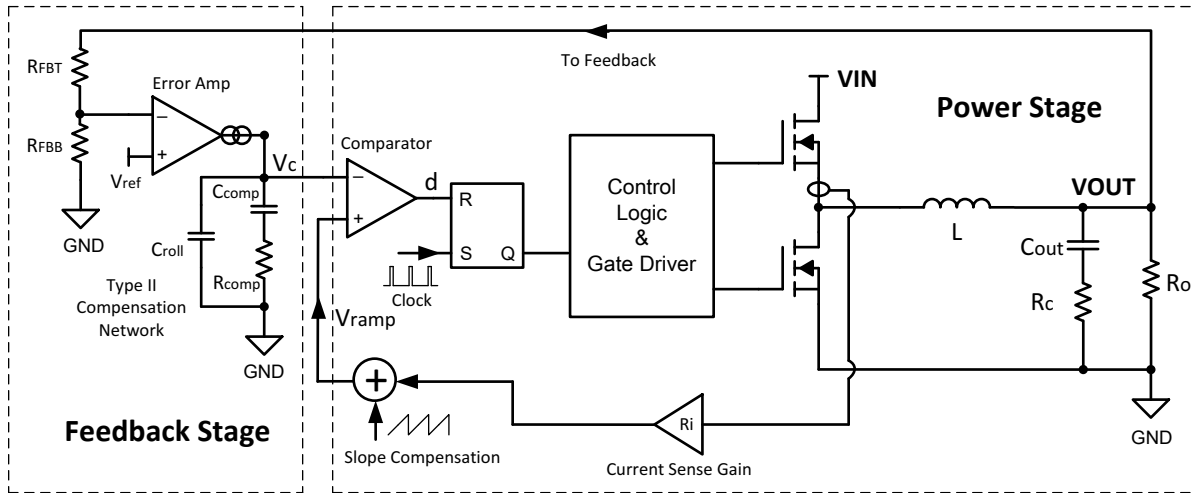 To Feedback
RFBT
Error Amp
VIN
Power Stage
−
+
RFBB
Vref
GND
Vc
Comparator
−
+
d
R
S
Q
Clock
Control
Logic
&
Gate Driver
VOUT
L
Cout
Rc
Ro
GND
Ccomp
Croll
Rcomp
Type II
Compensation
Network
GND
Vramp
+
Ri
Feedback Stage
Slope Compensation
Current Sense Gain